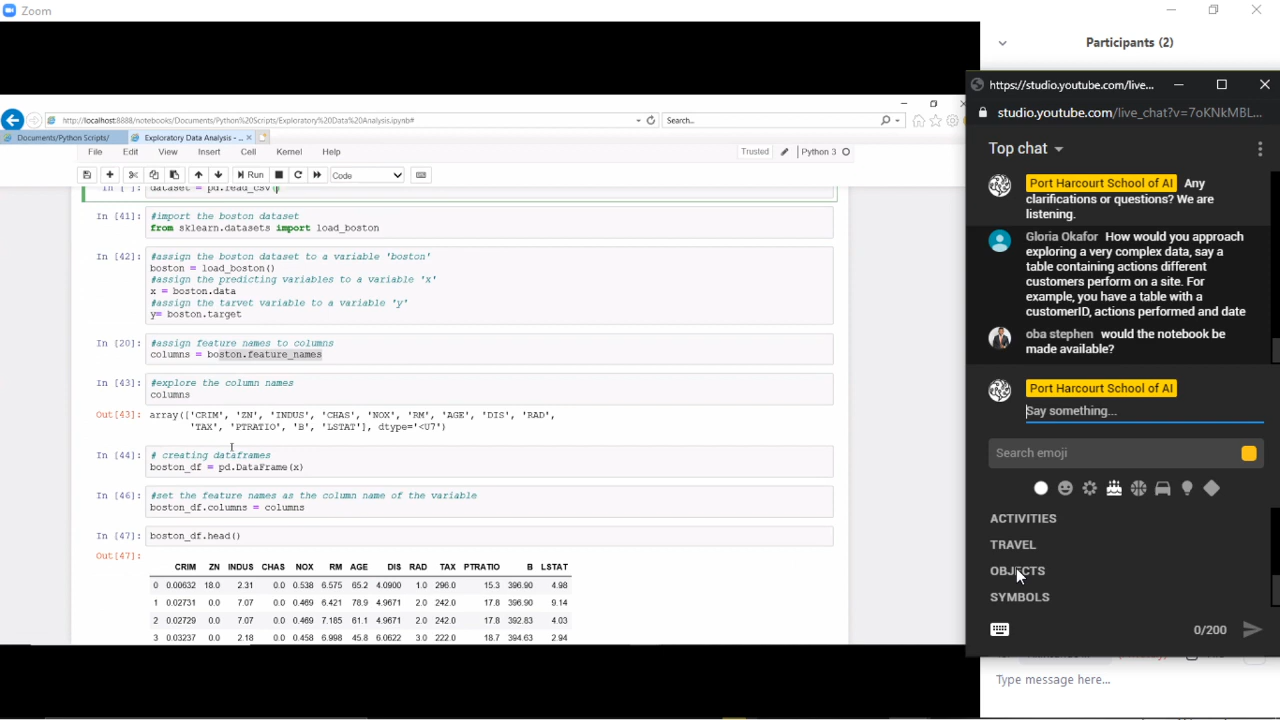 Zoom
Participants (2)
http://localhost:8888/notebooks/Documents/Python%20Scripts/Exploratory%20Data%20Analysis.ipynb#
Search...
Documents/Python Scripts/
Exploratory Data Analysis - ...
File Edit View Insert Cell Kernel Help
Trusted
Python 3
Run
Code
In [ ]: dataset = pd.read_csv()
In [41]: #import the boston dataset
from sklearn.datasets import load_boston
In [42]: #assign the boston dataset to a variable 'boston'
boston = load_boston()
#assign the predicting variables to a variable 'x'
x = boston.data
#assign the tarvet variable to a variable 'y'
y= boston.target
In [20]: #assign feature names to columns
columns = boston.feature_names
In [43]: #explore the column names
columns
Out[43]: array(['CRIM', 'ZN', 'INDUS', 'CHAS', 'NOX', 'RM', 'AGE', 'DIS', 'RAD',
'TAX', 'PTRATIO', 'B', 'LSTAT'], dtype='<U7')
In [44]: # creating dataframes
boston_df = pd.DataFrame(x)
In [46]: #set the feature names as the column name of the variable
boston_df.columns = columns
In [47]: boston_df.head()
Out[47]:
CRIM ZN INDUS CHAS NOX RM AGE DIS RAD TAX PTRATIO B LSTAT
0 0.00632 18.0 2.31 0.0 0.538 6.575 65.2 4.0900 1.0 296.0 15.3 396.90 4.98
1 0.02731 0.0 7.07 0.0 0.469 6.421 78.9 4.9671 2.0 242.0 17.8 396.90 9.14
2 0.02729 0.0 7.07 0.0 0.469 7.185 61.1 4.9671 2.0 242.0 17.8 392.83 4.03
3 0.03237 0.0 2.18 0.0 0.458 6.998 45.8 6.0622 3.0 222.0 18.7 394.63 2.94
https://studio.youtube.com/live...
studio.youtube.com/live_chat?v=7oKNkMBL...
Top chat
Port Harcourt School of AI Any
clarifications or questions? We are
listening.
Gloria Okafor How would you approach
exploring a very complex data, say a
table containing actions different
customers perform on a site. For
example, you have a table with a
customerID, actions performed and date
oba stephen would the notebook be
made available?
Port Harcourt School of AI
Say something...
Search emoji
ACTIVITIES
TRAVEL
OBJECTS
SYMBOLS
0/200
Type message here...